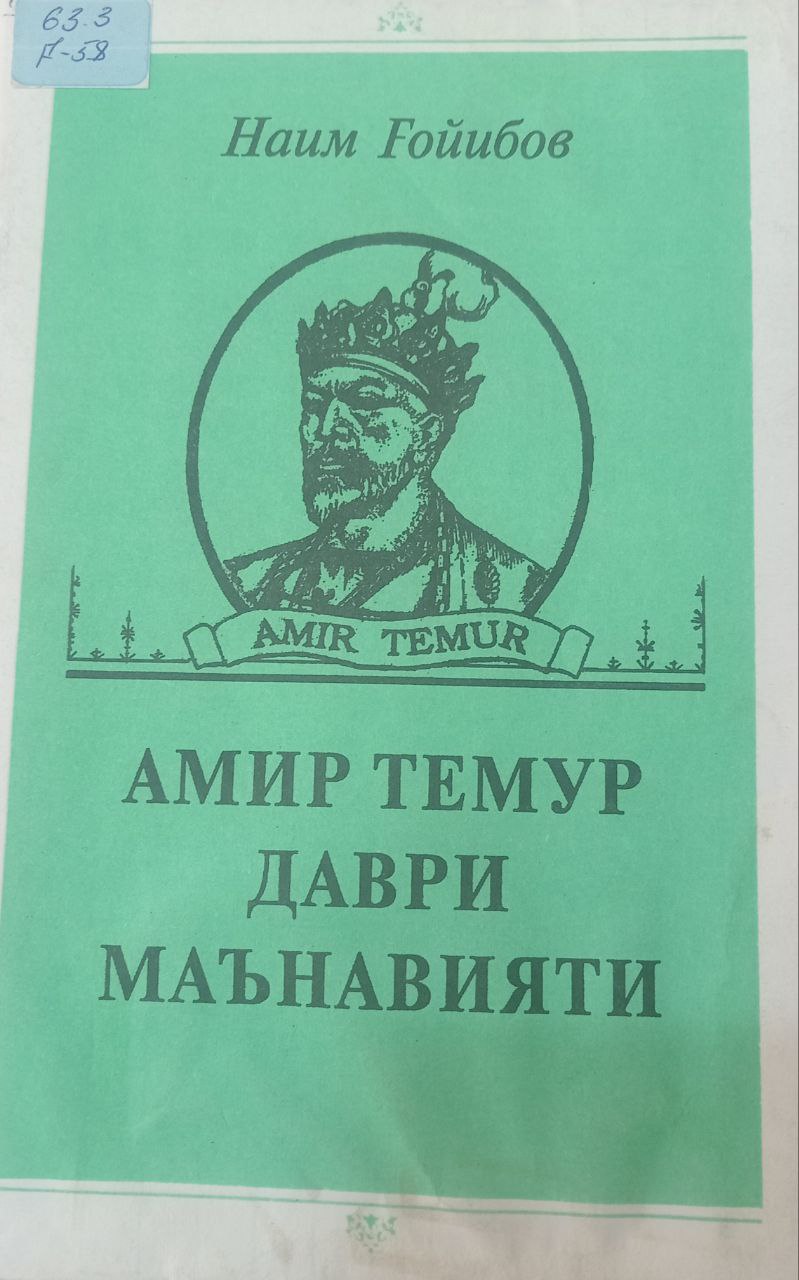 63.3
Ғ-58
Наим Ғойибов
AMIR TEMUR
АМИР ТЕМУР
ДАВРИ
МАЪНАВИЯТИ